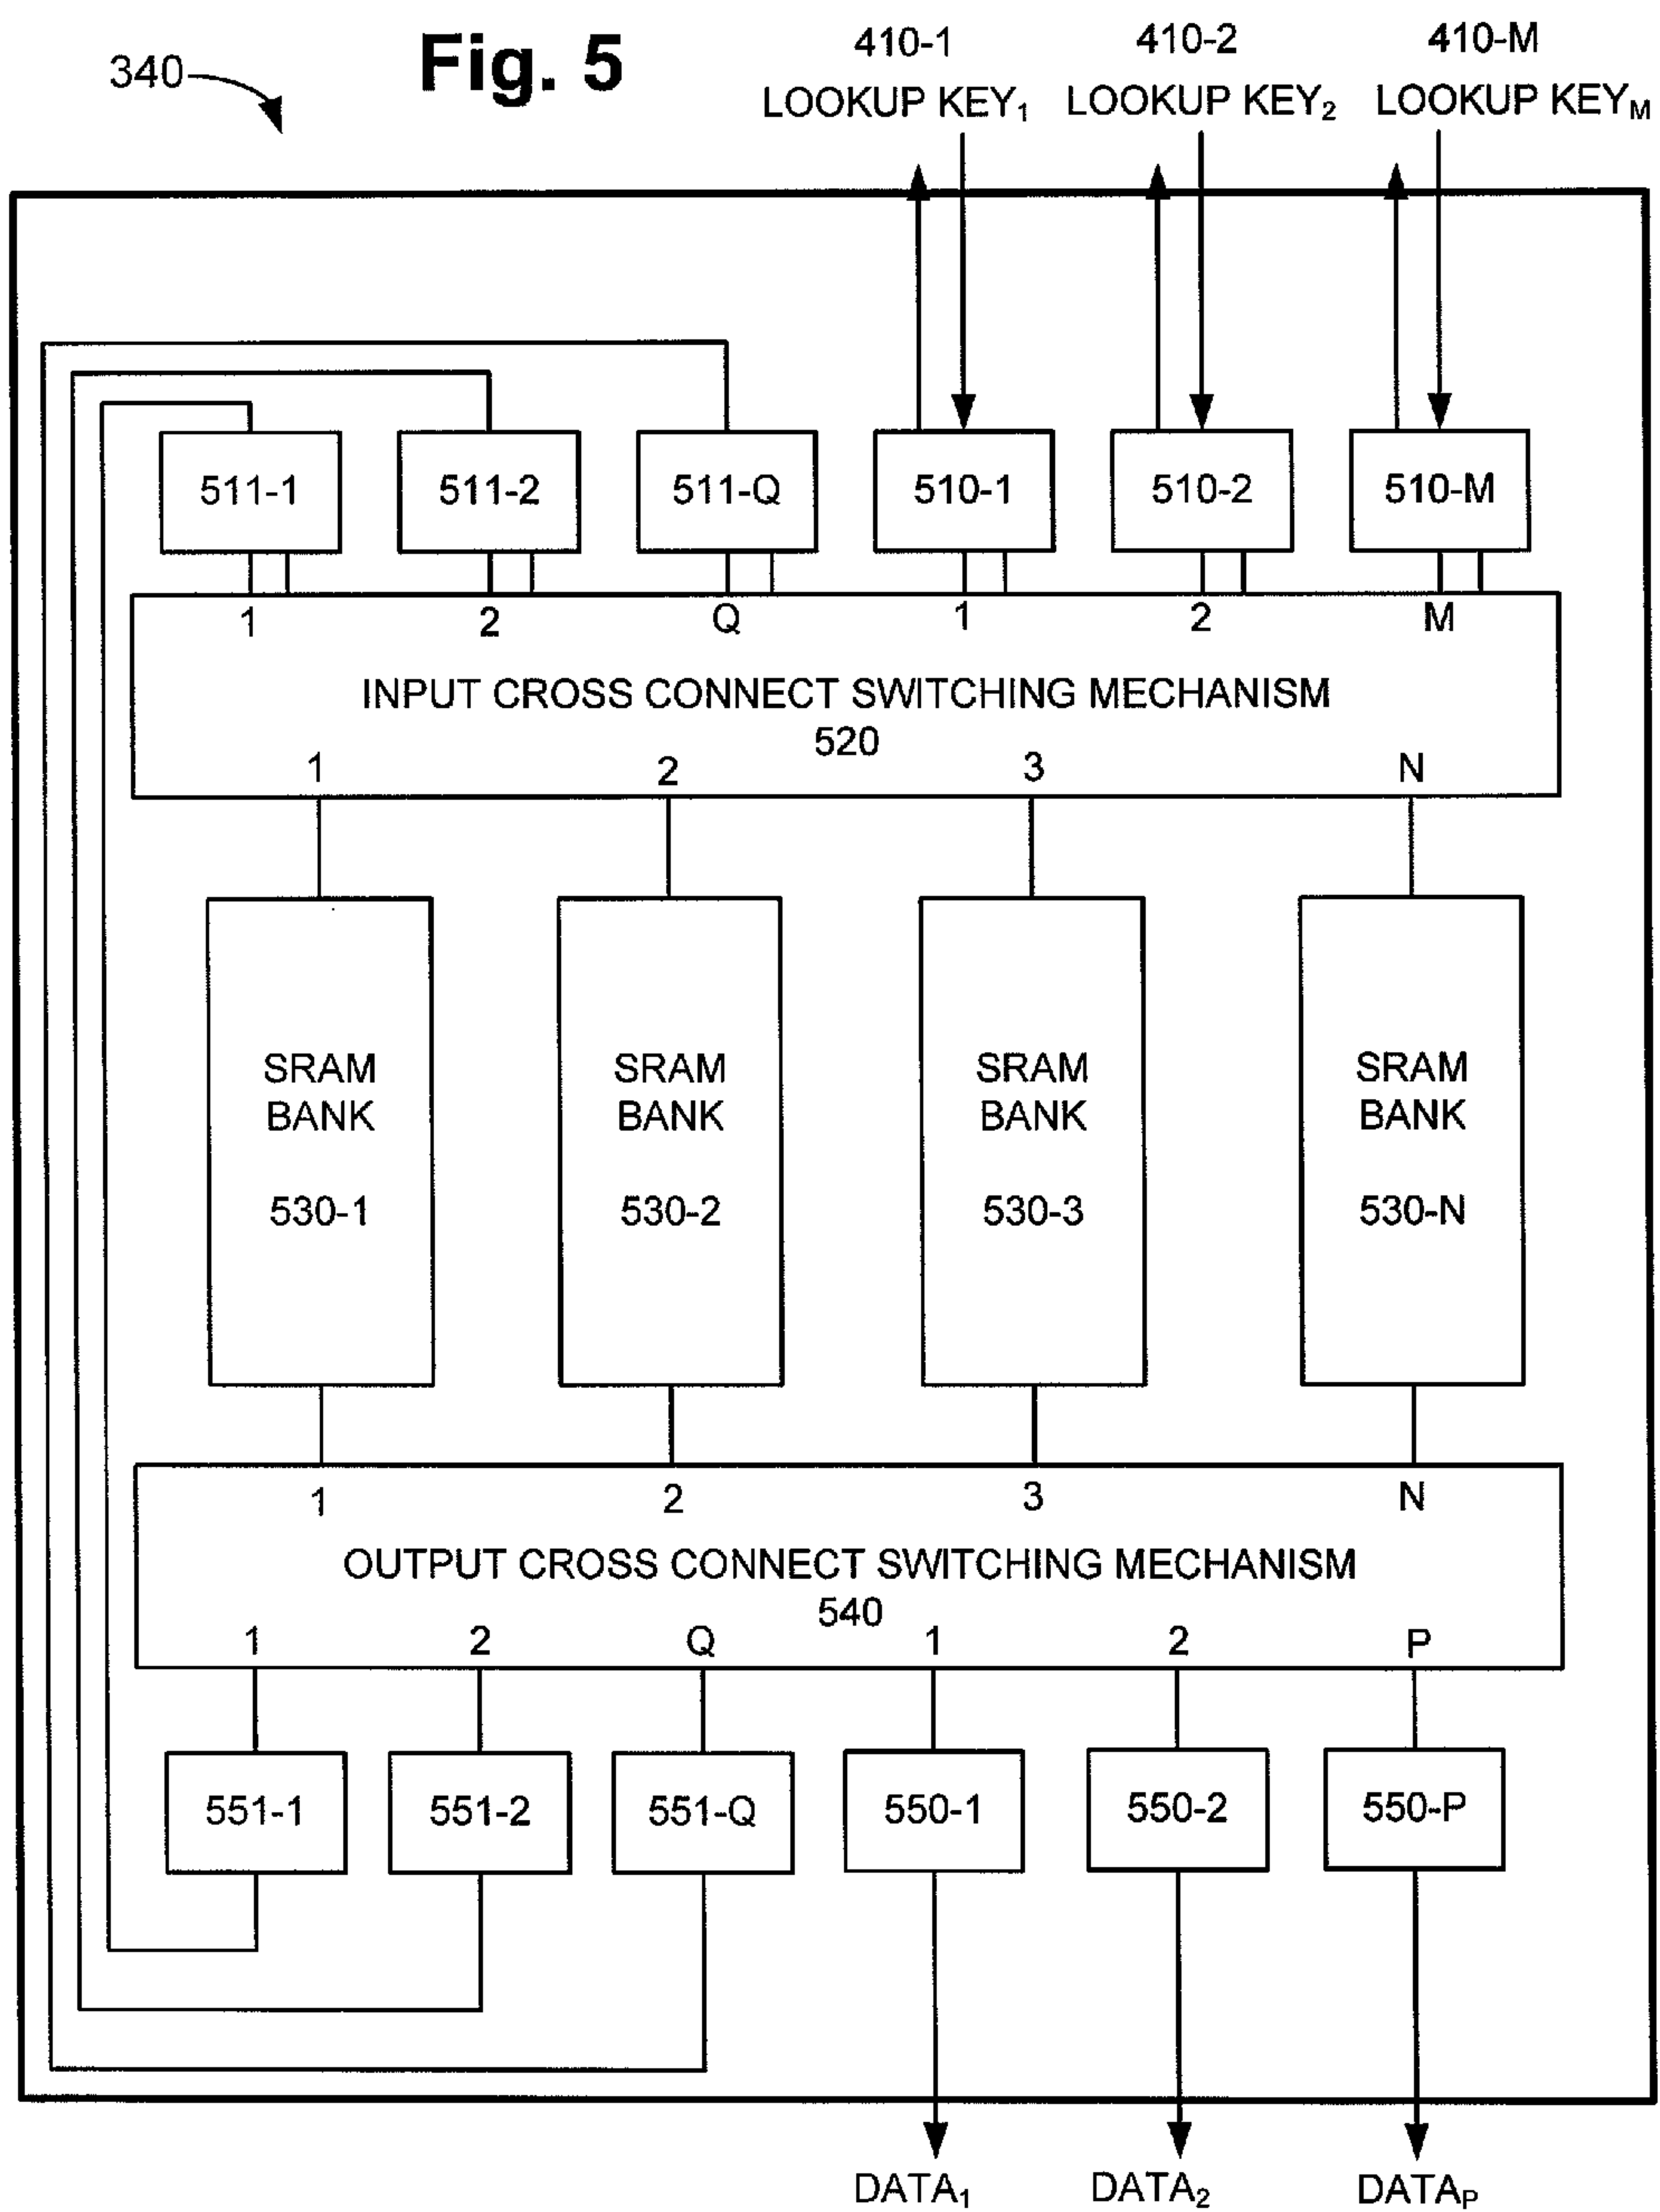 Fig. 5
340
410-1 410-2 410-M
LOOKUP KEY₁ LOOKUP KEY₂ LOOKUP KEY_M
511-1 511-2 511-Q 510-1 510-2 510-M
1 2 Q 1 2 M
INPUT CROSS CONNECT SWITCHING MECHANISM
520
1 2 3 N
SRAM SRAM SRAM SRAM
BANK BANK BANK BANK
530-1 530-2 530-3 530-N
1 2 3 N
OUTPUT CROSS CONNECT SWITCHING MECHANISM
540
1 2 Q 1 2 P
551-1 551-2 551-Q 550-1 550-2 550-P
DATA₁ DATA₂ DATA_P